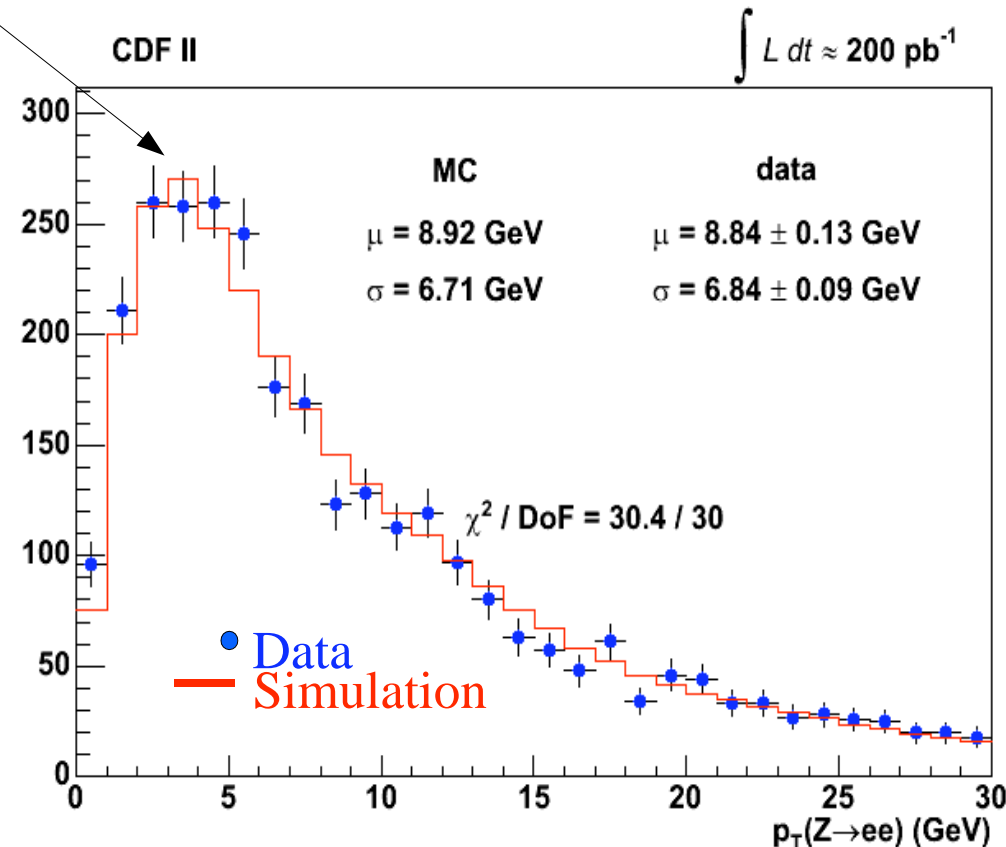 CDF II
∫ L dt ≈ 200 pb⁻¹
MC data
μ = 8.92 GeV μ = 8.84 ± 0.13 GeV
σ = 6.71 GeV σ = 6.84 ± 0.09 GeV
χ² / DoF = 30.4 / 30
Data
Simulation
300
250
200
150
100
50
0
0 5 10 15 20 25 30
p_T(Z→ee) (GeV)